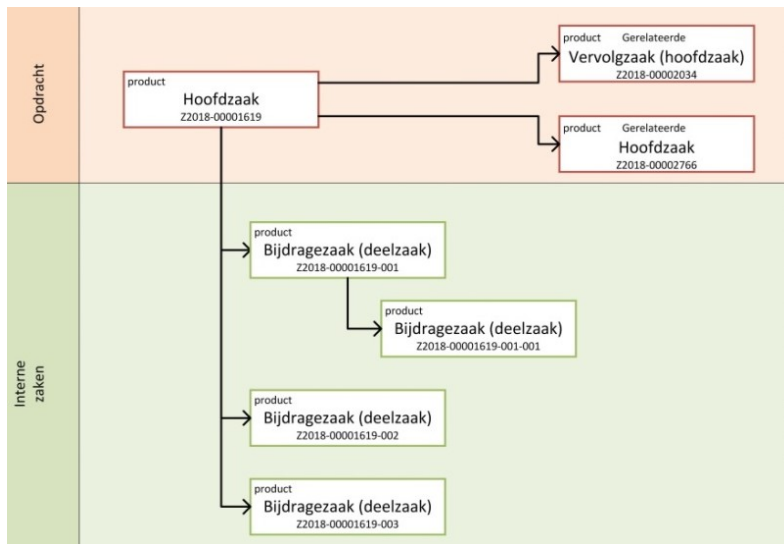 Opdracht
product
Hoofdzaak
Z2018-00001619
product Gerelateerde
Vervolgzaak (hoofdzaak)
Z2018-00002034
product Gerelateerde
Hoofdzaak
Z2018-00002766
Interne
zaken
product
Bijdragezaak (deelzaak)
Z2018-00001619-001
product
Bijdragezaak (deelzaak)
Z2018-00001619-001-001
product
Bijdragezaak (deelzaak)
Z2018-00001619-002
product
Bijdragezaak (deelzaak)
Z2018-00001619-003